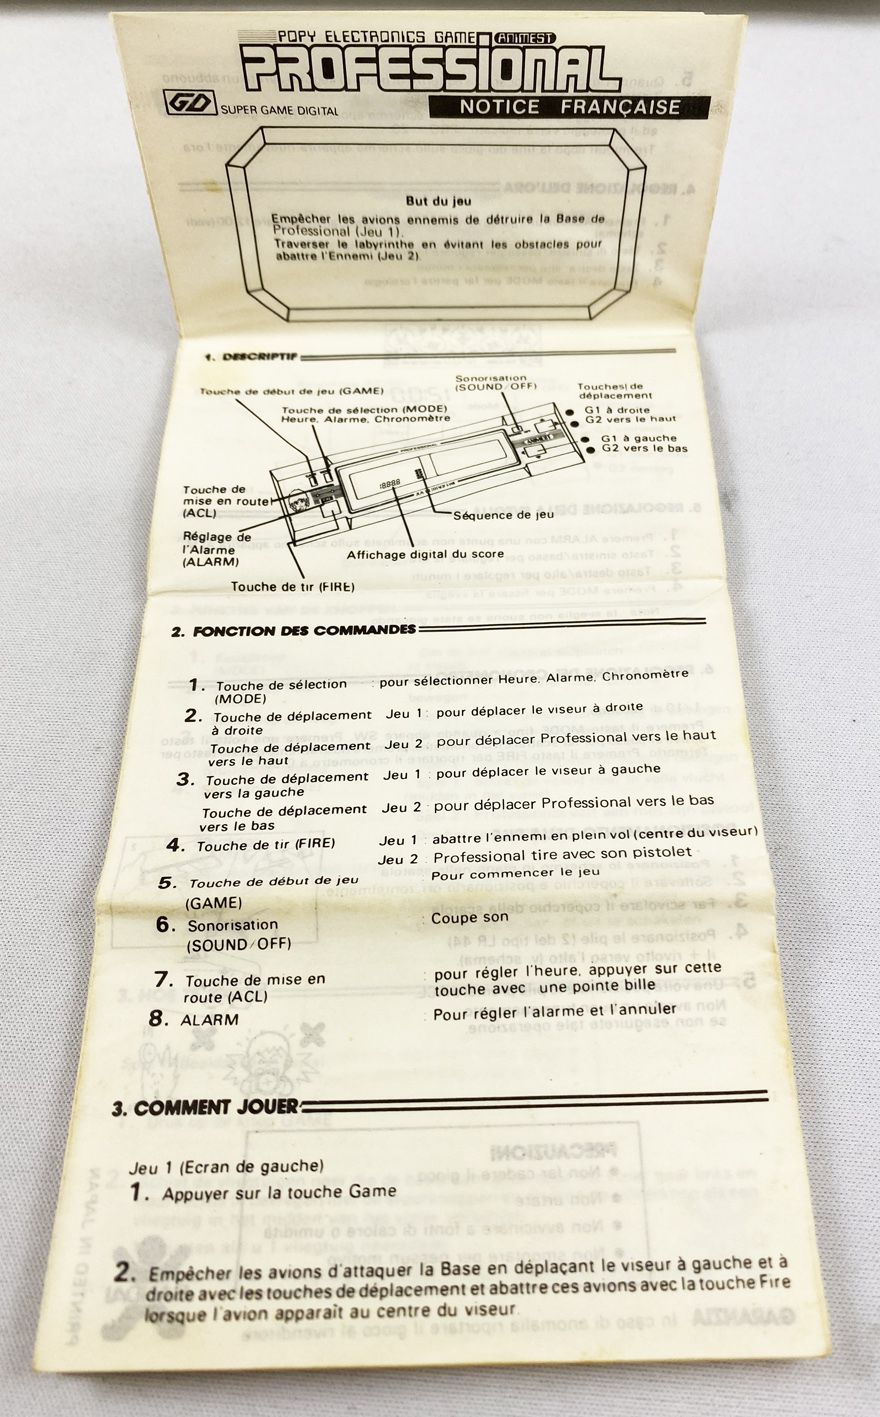 POPY ELECTRONICS GAME ANIMEST
PROFESSIONAL
GD SUPER GAME DIGITAL
NOTICE FRANÇAISE
But du jeu
Empêcher les avions ennemis de détruire la Base de
Professional (Jeu 1).
Traverser le labyrinthe en évitant les obstacles pour
abattre l'Ennemi (Jeu 2).
1. DESCRIPTIF
Touche de début de jeu (GAME)
Touche de sélection (MODE)
Heure, Alarme, Chronomètre
Sonorisation
(SOUND/OFF)
Touches de
déplacement
G1 à droite
G2 vers le haut
G1 à gauche
G2 vers le bas
Touche de
mise en route
(ACL)
Réglage de
l'Alarme
(ALARM)
Touche de tir (FIRE)
Affichage digital du score
Séquence de jeu
2. FONCTION DES COMMANDES
1. Touche de sélection : pour sélectionner Heure, Alarme, Chronomètre
(MODE)
2. Touche de déplacement Jeu 1 : pour déplacer le viseur à droite
à droite
Touche de déplacement Jeu 2 : pour déplacer Professional vers le haut
vers le haut
3. Touche de déplacement Jeu 1 : pour déplacer le viseur à gauche
vers la gauche
Touche de déplacement Jeu 2 : pour déplacer Professional vers le bas
vers le bas
4. Touche de tir (FIRE) Jeu 1 : abattre l'ennemi en plein vol (centre du viseur)
Jeu 2 : Professional tire avec son pistolet
5. Touche de début de jeu Pour commencer le jeu
(GAME)
6. Sonorisation : Coupe son
(SOUND/OFF)
7. Touche de mise en : pour régler l'heure, appuyer sur cette
route (ACL) touche avec une pointe bille
8. ALARM : Pour régler l'alarme et l'annuler
3. COMMENT JOUER
Jeu 1 (Ecran de gauche)
1. Appuyer sur la touche Game
2. Empêcher les avions d'attaquer la Base en déplaçant le viseur à gauche et à
droite avec les touches de déplacement et abattre ces avions avec la touche Fire
lorsque l'avion apparaît au centre du viseur.